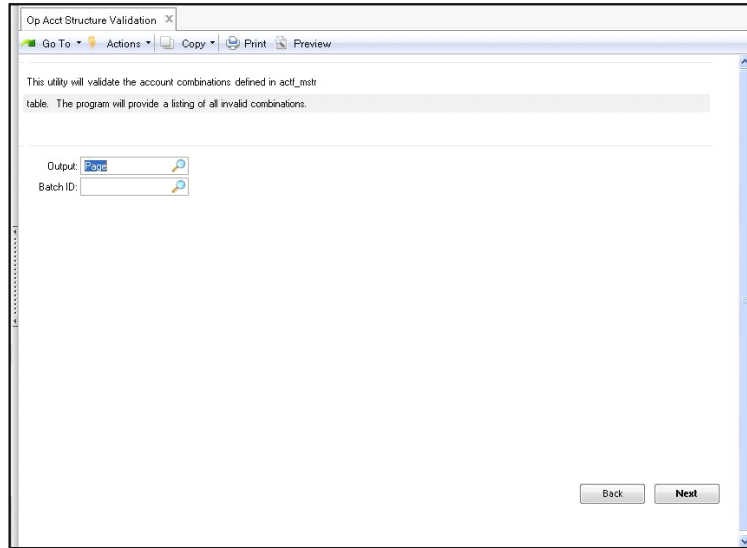 Op Acct Structure Validation X
Go To Actions Copy Print Preview
This utility will validate the account combinations defined in actf_mstr
table. The program will provide a listing of all invalid combinations.
Output: Page
Batch ID:
Back Next